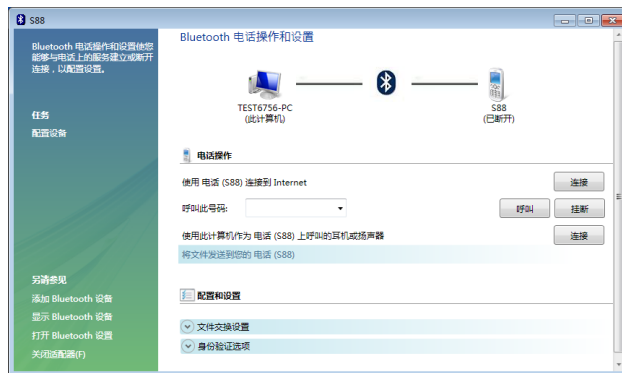 S88
Bluetooth 电话操作和设置使您
能够与电话上的服务建立或断开
连接，以配置设置。
任务
配置设备
另请参见
添加 Bluetooth 设备
显示 Bluetooth 设备
打开 Bluetooth 设置
关闭适配器(F)
Bluetooth 电话操作和设置
TEST6756-PC
(此计算机)
S88
(已断开)
电话操作
使用 电话 (S88) 连接到 Internet
连接
呼叫此号码:
呼叫
挂断
使用此计算机作为 电话 (S88) 上呼叫的耳机或扬声器
连接
将文件发送到您的 电话 (S88)
配置和设置
文件交换设置
身份验证选项